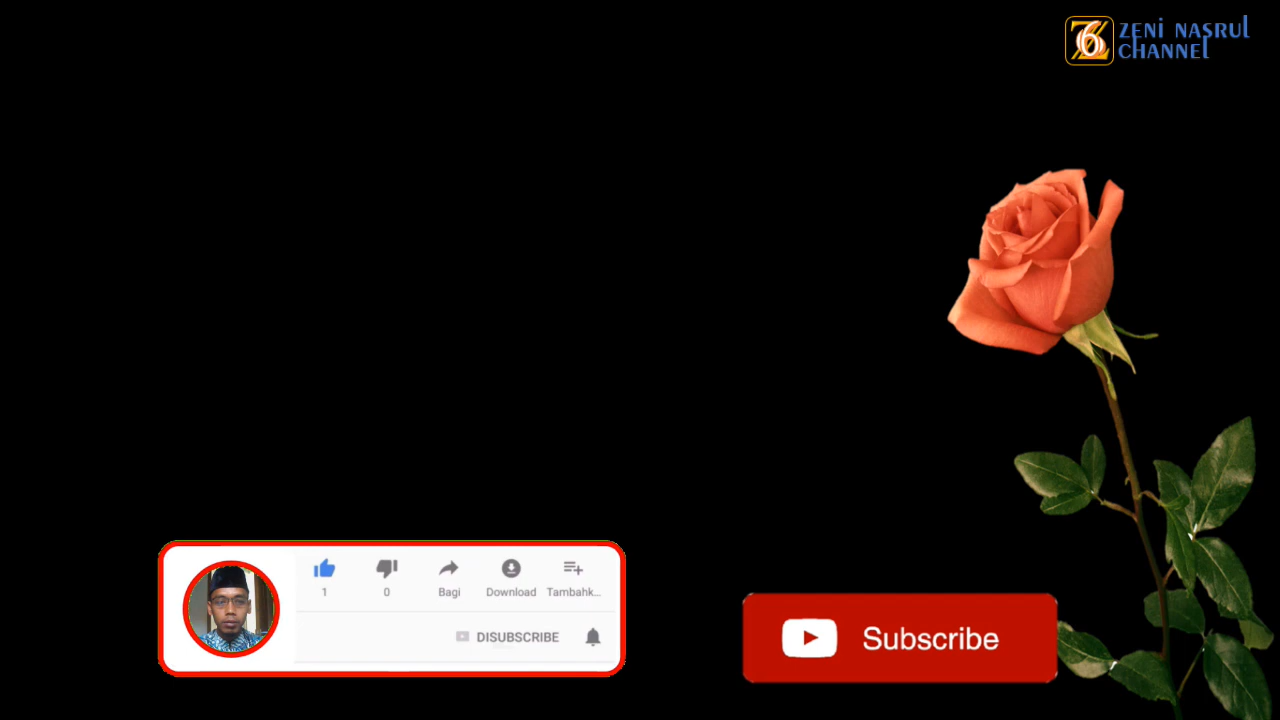 ZENI NASRUL
CHANNEL
1
0
Bagi
Download
Tambahk...
DISUBSCRIBE
Subscribe